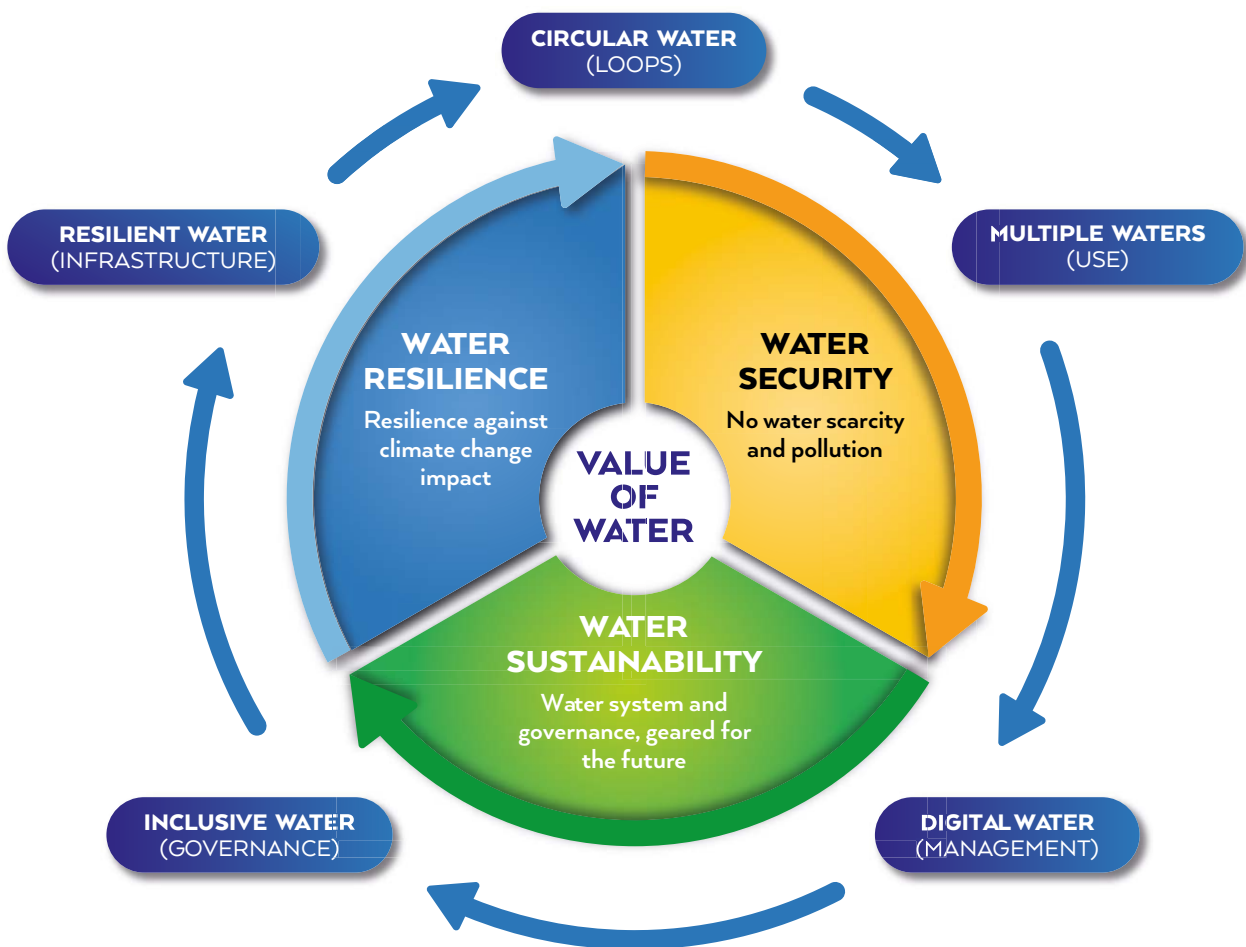 CIRCULAR WATER
(LOOPS)
RESILIENT WATER
(INFRASTRUCTURE)
MULTIPLE WATERS
(USE)
WATER
RESILIENCE
Resilience against
climate change
impact
WATER
SECURITY
No water scarcity
and pollution
VALUE
OF
WATER
WATER
SUSTAINABILITY
Water system and
governance, geared for
the future
INCLUSIVE WATER
(GOVERNANCE)
DIGITAL WATER
(MANAGEMENT)